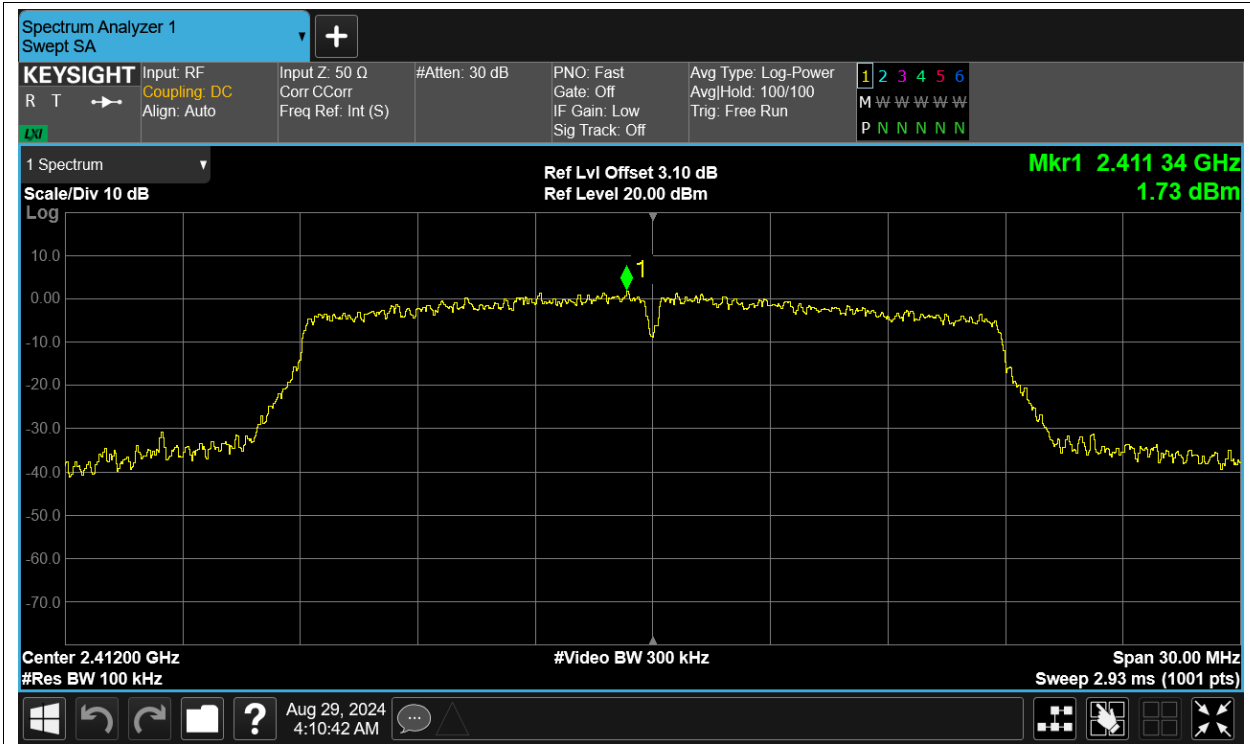 Spectrum Analyzer 1
Swept SA
KEYSIGHT
R T
LXI
Input: RF
Coupling: DC
Align: Auto
Input Z: 50 Ω
Corr CCorr
Freq Ref: Int (S)
#Atten: 30 dB
PNO: Fast
Gate: Off
IF Gain: Low
Sig Track: Off
Avg Type: Log-Power
Avg|Hold: 100/100
Trig: Free Run
1 2 3 4 5 6
M W W W W W
P N N N N N
1 Spectrum
Scale/Div 10 dB
Log
Ref Lvl Offset 3.10 dB
Ref Level 20.00 dBm
Mkr1 2.411 34 GHz
1.73 dBm
10.0
1
0.00
-10.0
-20.0
-30.0
-40.0
-50.0
-60.0
-70.0
Center 2.41200 GHz
#Res BW 100 kHz
#Video BW 300 kHz
Span 30.00 MHz
Sweep 2.93 ms (1001 pts)
?
Aug 29, 2024
4:10:42 AM